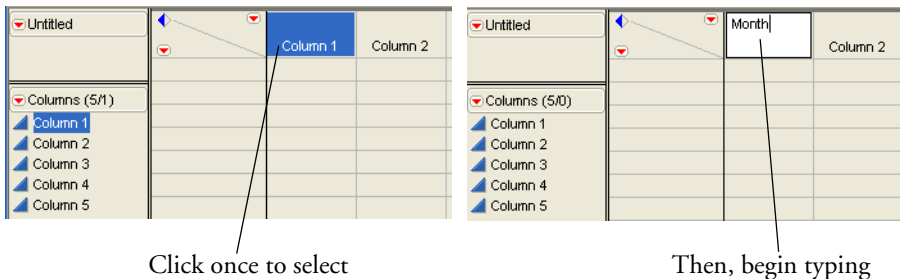 Untitled
Column 1
Column 2
Columns (5/1)
Column 1
Column 2
Column 3
Column 4
Column 5
Click once to select
Untitled
Month
Column 2
Columns (5/0)
Column 1
Column 2
Column 3
Column 4
Column 5
Then, begin typing